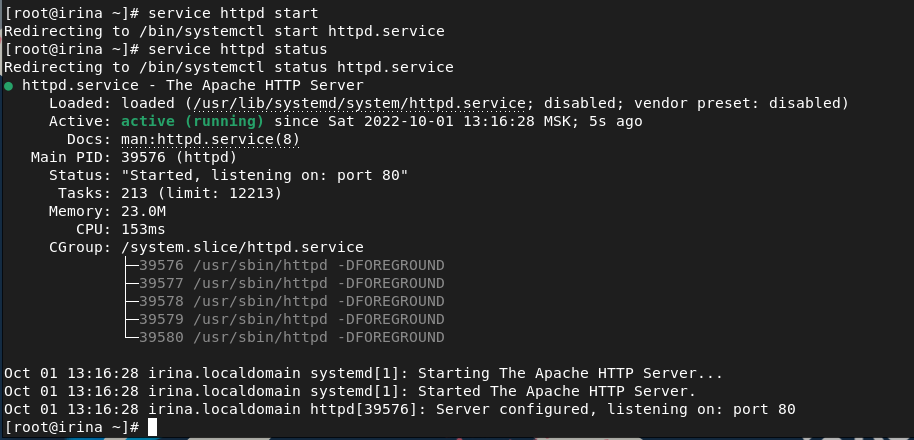 [root@irina ~]# service httpd start
Redirecting to /bin/systemctl start httpd.service
[root@irina ~]# service httpd status
Redirecting to /bin/systemctl status httpd.service
● httpd.service - The Apache HTTP Server
     Loaded: loaded (/usr/lib/systemd/system/httpd.service; disabled; vendor preset: disabled)
     Active: active (running) since Sat 2022-10-01 13:16:28 MSK; 5s ago
       Docs: man:httpd.service(8)
   Main PID: 39576 (httpd)
     Status: "Started, listening on: port 80"
      Tasks: 213 (limit: 12213)
     Memory: 23.0M
        CPU: 153ms
     CGroup: /system.slice/httpd.service
             ├─39576 /usr/sbin/httpd -DFOREGROUND
             ├─39577 /usr/sbin/httpd -DFOREGROUND
             ├─39578 /usr/sbin/httpd -DFOREGROUND
             ├─39579 /usr/sbin/httpd -DFOREGROUND
             └─39580 /usr/sbin/httpd -DFOREGROUND

Oct 01 13:16:28 irina.localdomain systemd[1]: Starting The Apache HTTP Server...
Oct 01 13:16:28 irina.localdomain systemd[1]: Started The Apache HTTP Server.
Oct 01 13:16:28 irina.localdomain httpd[39576]: Server configured, listening on: port 80
[root@irina ~]#